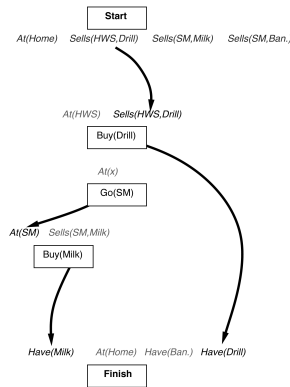 Start
At(Home) Sells(HWS,Drill) Sells(SM,Milk) Sells(SM,Ban.,
At(HWS) Sells(HWS,Drill)
Buy(Drill)
At(x)
Go(SM)
At(SM) Sells(SM,Milk)
Buy(Milk)
Have(Milk) At(Home) Have(Ban.) Have(Drill)
Finish